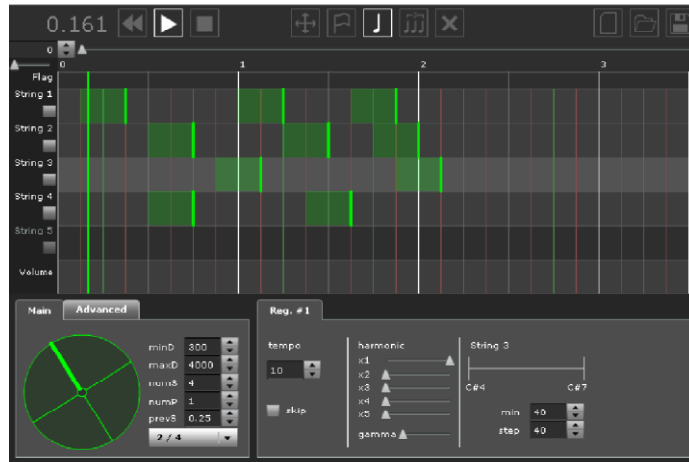 0.161
0
0 1 2 3
Flag
String 1
String 2
String 3
String 4
String 5
Volume
Main Advanced
minD 300
maxD 4000
numS 4
numP 1
prevS 0.25
2 / 4
Reg. #1
tempo
10
skip
harmonic
x1
x2
x3
x4
x5
gamma
String 3
C#4 C#7
min 40
step 40